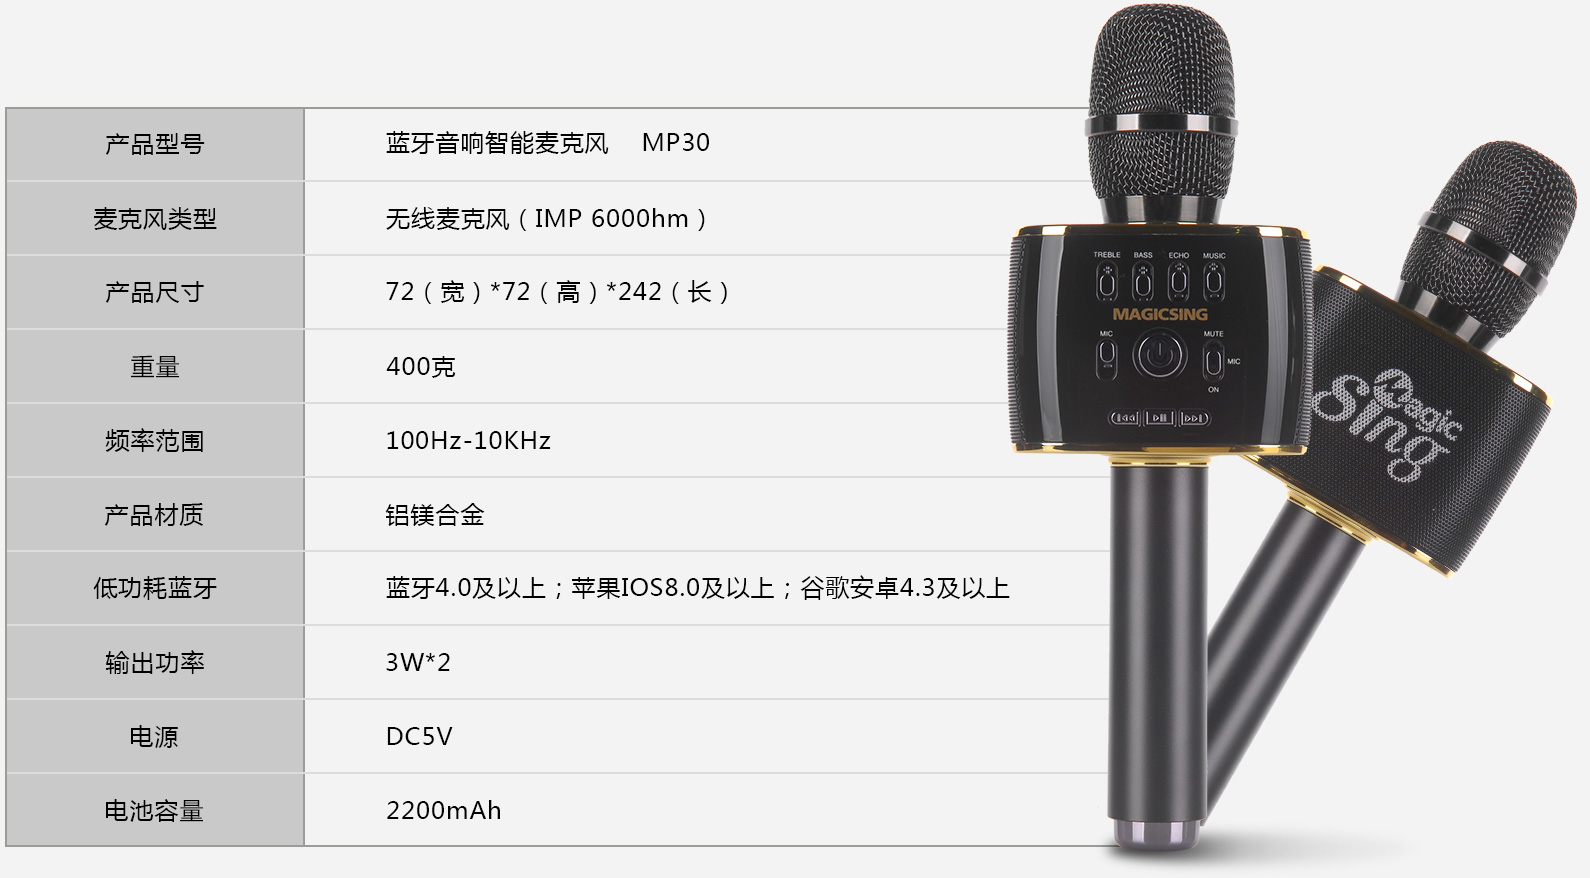 产品型号 蓝牙音响智能麦克风 MP30
麦克风类型 无线麦克风（IMP 6000hm）
产品尺寸 72（宽）*72（高）*242（长）
重量 400克
频率范围 100Hz-10KHz
产品材质 铝镁合金
低功耗蓝牙 蓝牙4.0及以上；苹果IOS8.0及以上；谷歌安卓4.3及以上
输出功率 3W*2
电源 DC5V
电池容量 2200mAh
TREBLE BASS ECHO MUSIC
MAGICSING
MIC MUTE
MIC
ON
Magic
Sing